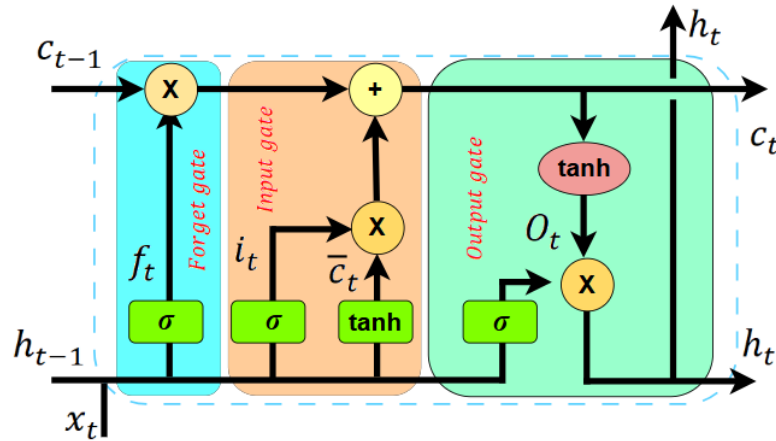 h_t
c_{t-1}
X
+
c_t
Forget gate
Input gate
Output gate
tanh
f_t
i_t
X
c̅_t
O_t
X
σ
σ
tanh
σ
h_{t-1}
h_t
x_t